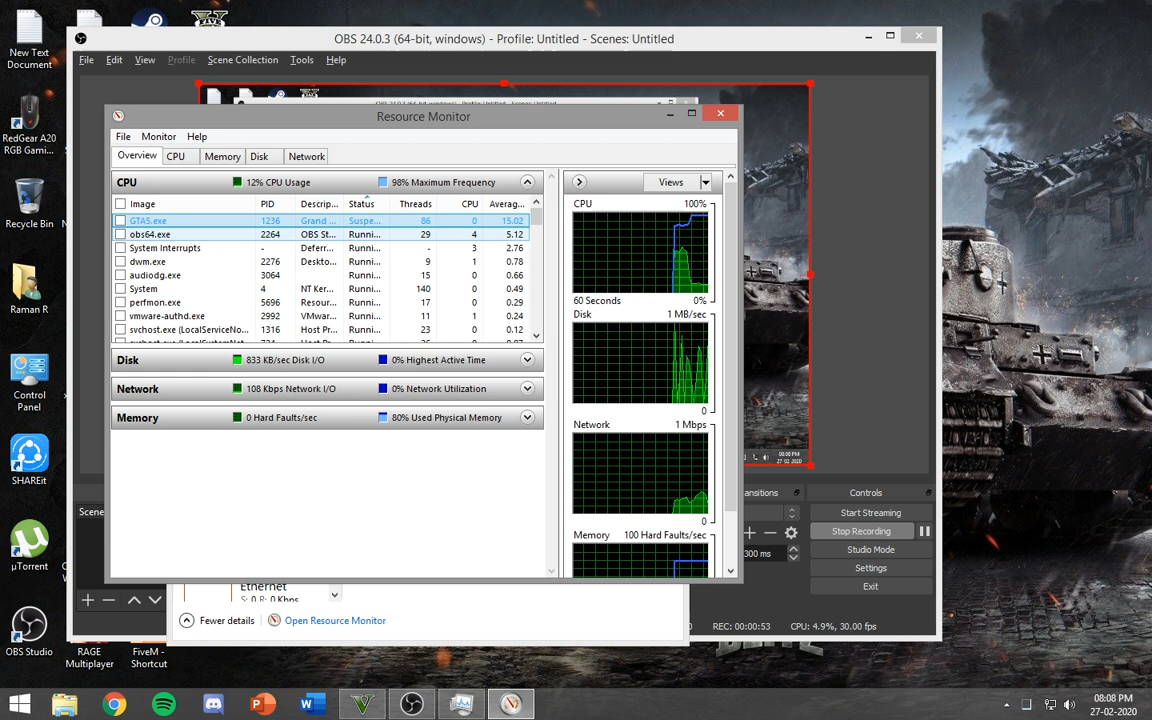 New Text
Document
RedGear A20
RGB Gami...
Recycle Bin
Raman R
Control
Panel
SHAREit
µTorrent
OBS Studio
RAGE
Multiplayer
FiveM -
Shortcut
OBS 24.0.3 (64-bit, windows) - Profile: Untitled - Scenes: Untitled
File Edit View Profile Scene Collection Tools Help
Resource Monitor
File Monitor Help
Overview CPU Memory Disk Network
CPU 12% CPU Usage 98% Maximum Frequency
Image PID Descrip... Status Threads CPU Averag...
GTA5.exe 1236 Grand ... Suspe... 86 0 15.02
obs64.exe 2264 OBS St... Runni... 29 4 5.12
System Interrupts - Deferr... Runni... - 3 2.76
dwm.exe 2276 Deskto... Runni... 9 1 0.78
audiodg.exe 3064 Runni... 15 0 0.66
System 4 NT Ker... Runni... 140 0 0.49
perfmon.exe 5696 Resour... Runni... 17 0 0.29
vmware-authd.exe 2992 VMwar... Runni... 11 1 0.24
svchost.exe (LocalServiceNo... 1316 Host Pr... Runni... 23 0 0.12
Disk 833 KB/sec Disk I/O 0% Highest Active Time
Network 108 Kbps Network I/O 0% Network Utilization
Memory 0 Hard Faults/sec 80% Used Physical Memory
Views
CPU 100%
60 Seconds 0%
Disk 1 MB/sec
0
Network 1 Mbps
0
Memory 100 Hard Faults/sec
08:08 PM
27-02-2020
Scene
ansitions
300 ms
Controls
Start Streaming
Stop Recording
Studio Mode
Settings
Exit
Ethernet
S: 0 R: 0 Kbps
Fewer details Open Resource Monitor
REC: 00:00:53 CPU: 4.9%, 30.00 fps
08:08 PM
27-02-2020